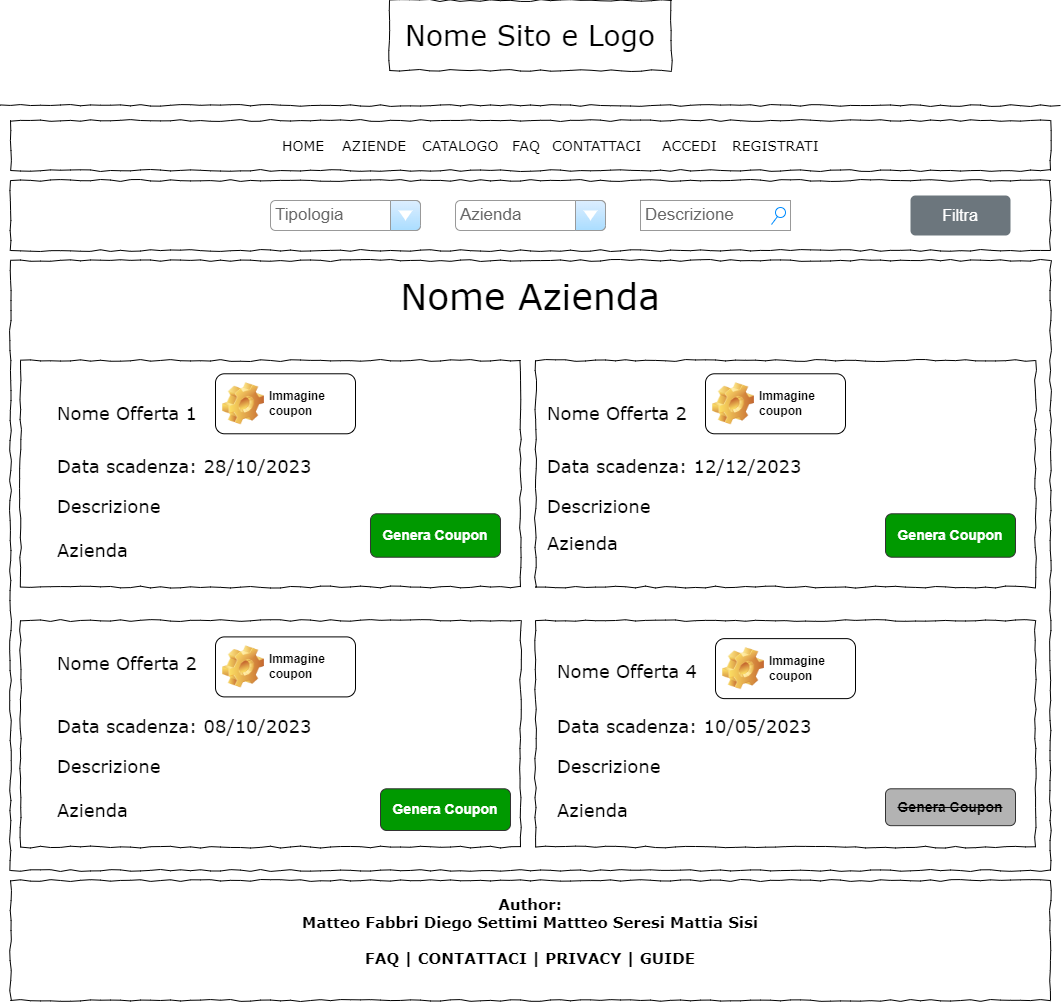 Nome Sito e Logo
HOME AZIENDE CATALOGO FAQ CONTATTACI ACCEDI REGISTRATI
Tipologia Azienda Descrizione Filtra
Nome Azienda
Nome Offerta 1
Immagine
coupon
Data scadenza: 28/10/2023
Descrizione
Azienda
Genera Coupon
Nome Offerta 2
Immagine
coupon
Data scadenza: 12/12/2023
Descrizione
Azienda
Genera Coupon
Nome Offerta 2
Immagine
coupon
Data scadenza: 08/10/2023
Descrizione
Azienda
Genera Coupon
Nome Offerta 4
Immagine
coupon
Data scadenza: 10/05/2023
Descrizione
Azienda
Genera Coupon
Author:
Matteo Fabbri Diego Settimi Mattteo Seresi Mattia Sisi
FAQ | CONTATTACI | PRIVACY | GUIDE